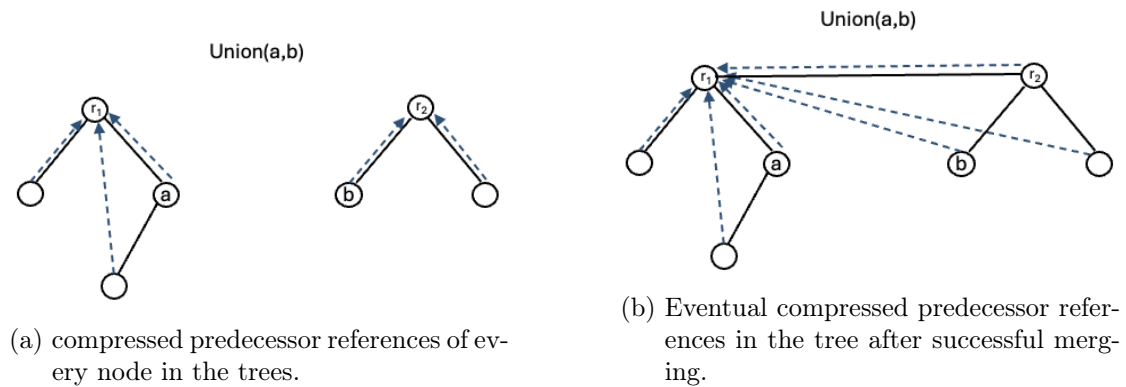 Union(a,b)
r₁
r₂
a
b
(a) compressed predecessor references of ev-
ery node in the trees.
Union(a,b)
r₁
r₂
a
b
(b) Eventual compressed predecessor refer-
ences in the tree after successful merg-
ing.